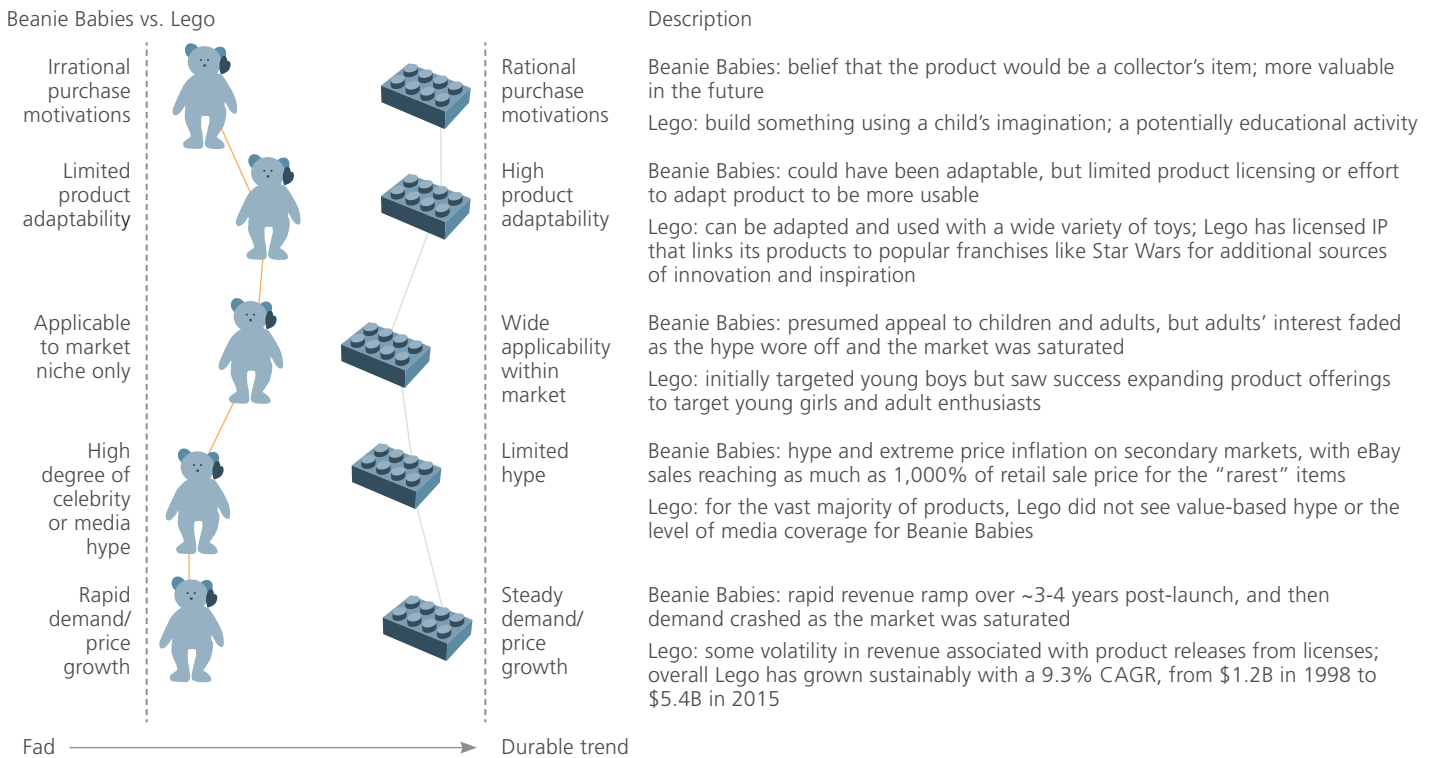 Beanie Babies vs. Lego
Description
Irrational
purchase
motivations
Rational
purchase
motivations
Beanie Babies: belief that the product would be a collector’s item; more valuable
in the future
Lego: build something using a child’s imagination; a potentially educational activity
Limited
product
adaptability
High
product
adaptability
Beanie Babies: could have been adaptable, but limited product licensing or effort
to adapt product to be more usable
Lego: can be adapted and used with a wide variety of toys; Lego has licensed IP
that links its products to popular franchises like Star Wars for additional sources
of innovation and inspiration
Applicable
to market
niche only
Wide
applicability
within
market
Beanie Babies: presumed appeal to children and adults, but adults’ interest faded
as the hype wore off and the market was saturated
Lego: initially targeted young boys but saw success expanding product offerings
to target young girls and adult enthusiasts
High
degree of
celebrity
or media
hype
Limited
hype
Beanie Babies: hype and extreme price inflation on secondary markets, with eBay
sales reaching as much as 1,000% of retail sale price for the “rarest” items
Lego: for the vast majority of products, Lego did not see value-based hype or the
level of media coverage for Beanie Babies
Rapid
demand/
price
growth
Steady
demand/
price
growth
Beanie Babies: rapid revenue ramp over ~3-4 years post-launch, and then
demand crashed as the market was saturated
Lego: some volatility in revenue associated with product releases from licenses;
overall Lego has grown sustainably with a 9.3% CAGR, from $1.2B in 1998 to
$5.4B in 2015
Fad
Durable trend